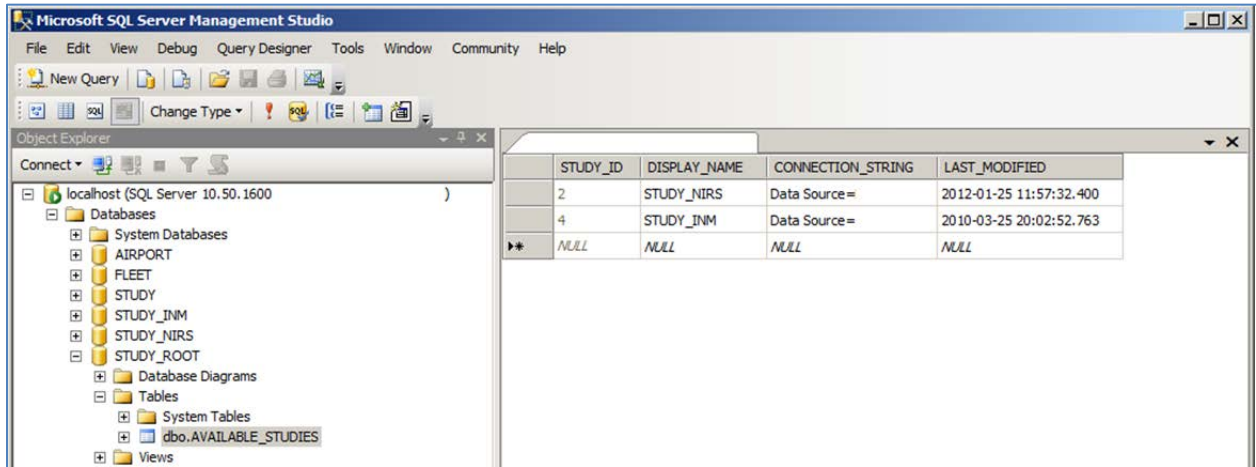 Microsoft SQL Server Management Studio
File Edit View Debug Query Designer Tools Window Community Help
New Query
Change Type
Object Explorer
Connect
localhost (SQL Server 10.50.1600 )
Databases
System Databases
AIRPORT
FLEET
STUDY
STUDY_INM
STUDY_NIRS
STUDY_ROOT
Database Diagrams
Tables
System Tables
dbo.AVAILABLE_STUDIES
Views
STUDY_ID DISPLAY_NAME CONNECTION_STRING LAST_MODIFIED
2 STUDY_NIRS Data Source= 2012-01-25 11:57:32.400
4 STUDY_INM Data Source= 2010-03-25 20:02:52.763
NULL NULL NULL NULL